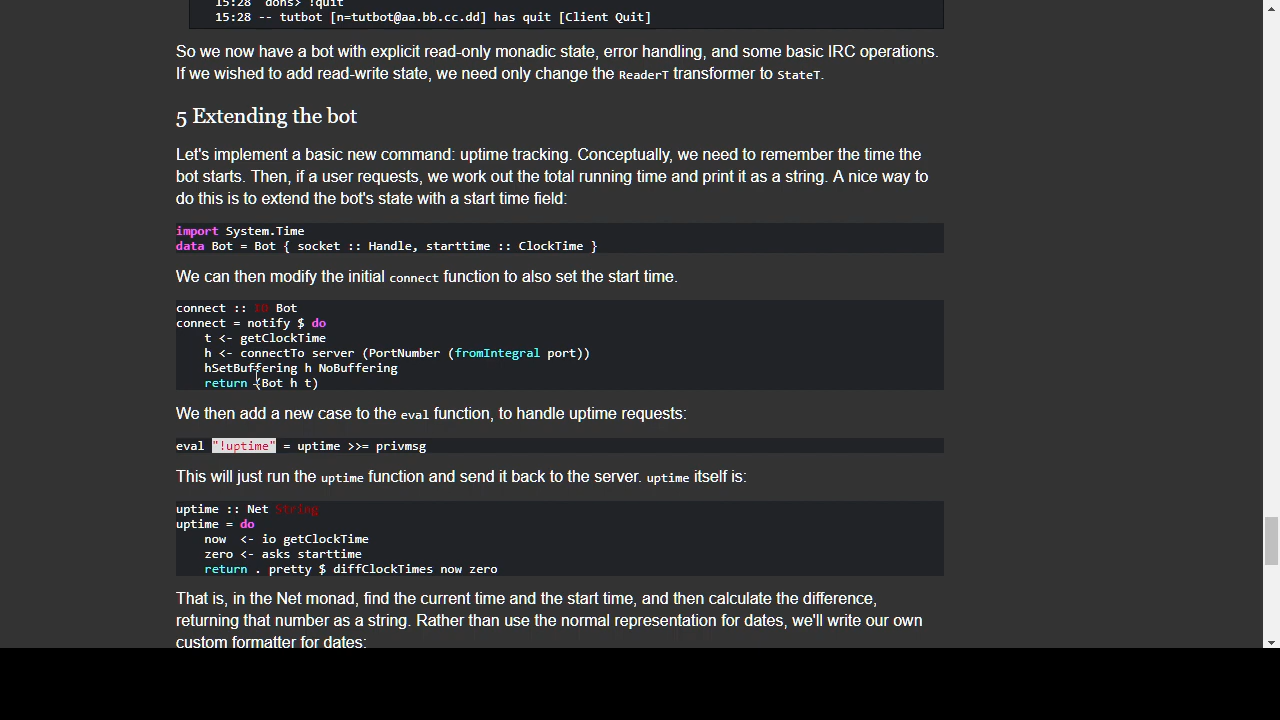 15:28 dons> !quit
15:28 -- tutbot [n=tutbot@aa.bb.cc.dd] has quit [Client Quit]
So we now have a bot with explicit read-only monadic state, error handling, and some basic IRC operations.
If we wished to add read-write state, we need only change the ReaderT transformer to StateT.
5 Extending the bot
Let's implement a basic new command: uptime tracking. Conceptually, we need to remember the time the
bot starts. Then, if a user requests, we work out the total running time and print it as a string. A nice way to
do this is to extend the bot's state with a start time field:
import System.Time
data Bot = Bot { socket :: Handle, starttime :: ClockTime }
We can then modify the initial connect function to also set the start time.
connect :: IO Bot
connect = notify $ do
    t <- getClockTime
    h <- connectTo server (PortNumber (fromIntegral port))
    hSetBuffering h NoBuffering
    return (Bot h t)
We then add a new case to the eval function, to handle uptime requests:
eval "!uptime" = uptime >>= privmsg
This will just run the uptime function and send it back to the server. uptime itself is:
uptime :: Net String
uptime = do
    now  <- io getClockTime
    zero <- asks starttime
    return . pretty $ diffClockTimes now zero
That is, in the Net monad, find the current time and the start time, and then calculate the difference,
returning that number as a string. Rather than use the normal representation for dates, we'll write our own
custom formatter for dates: